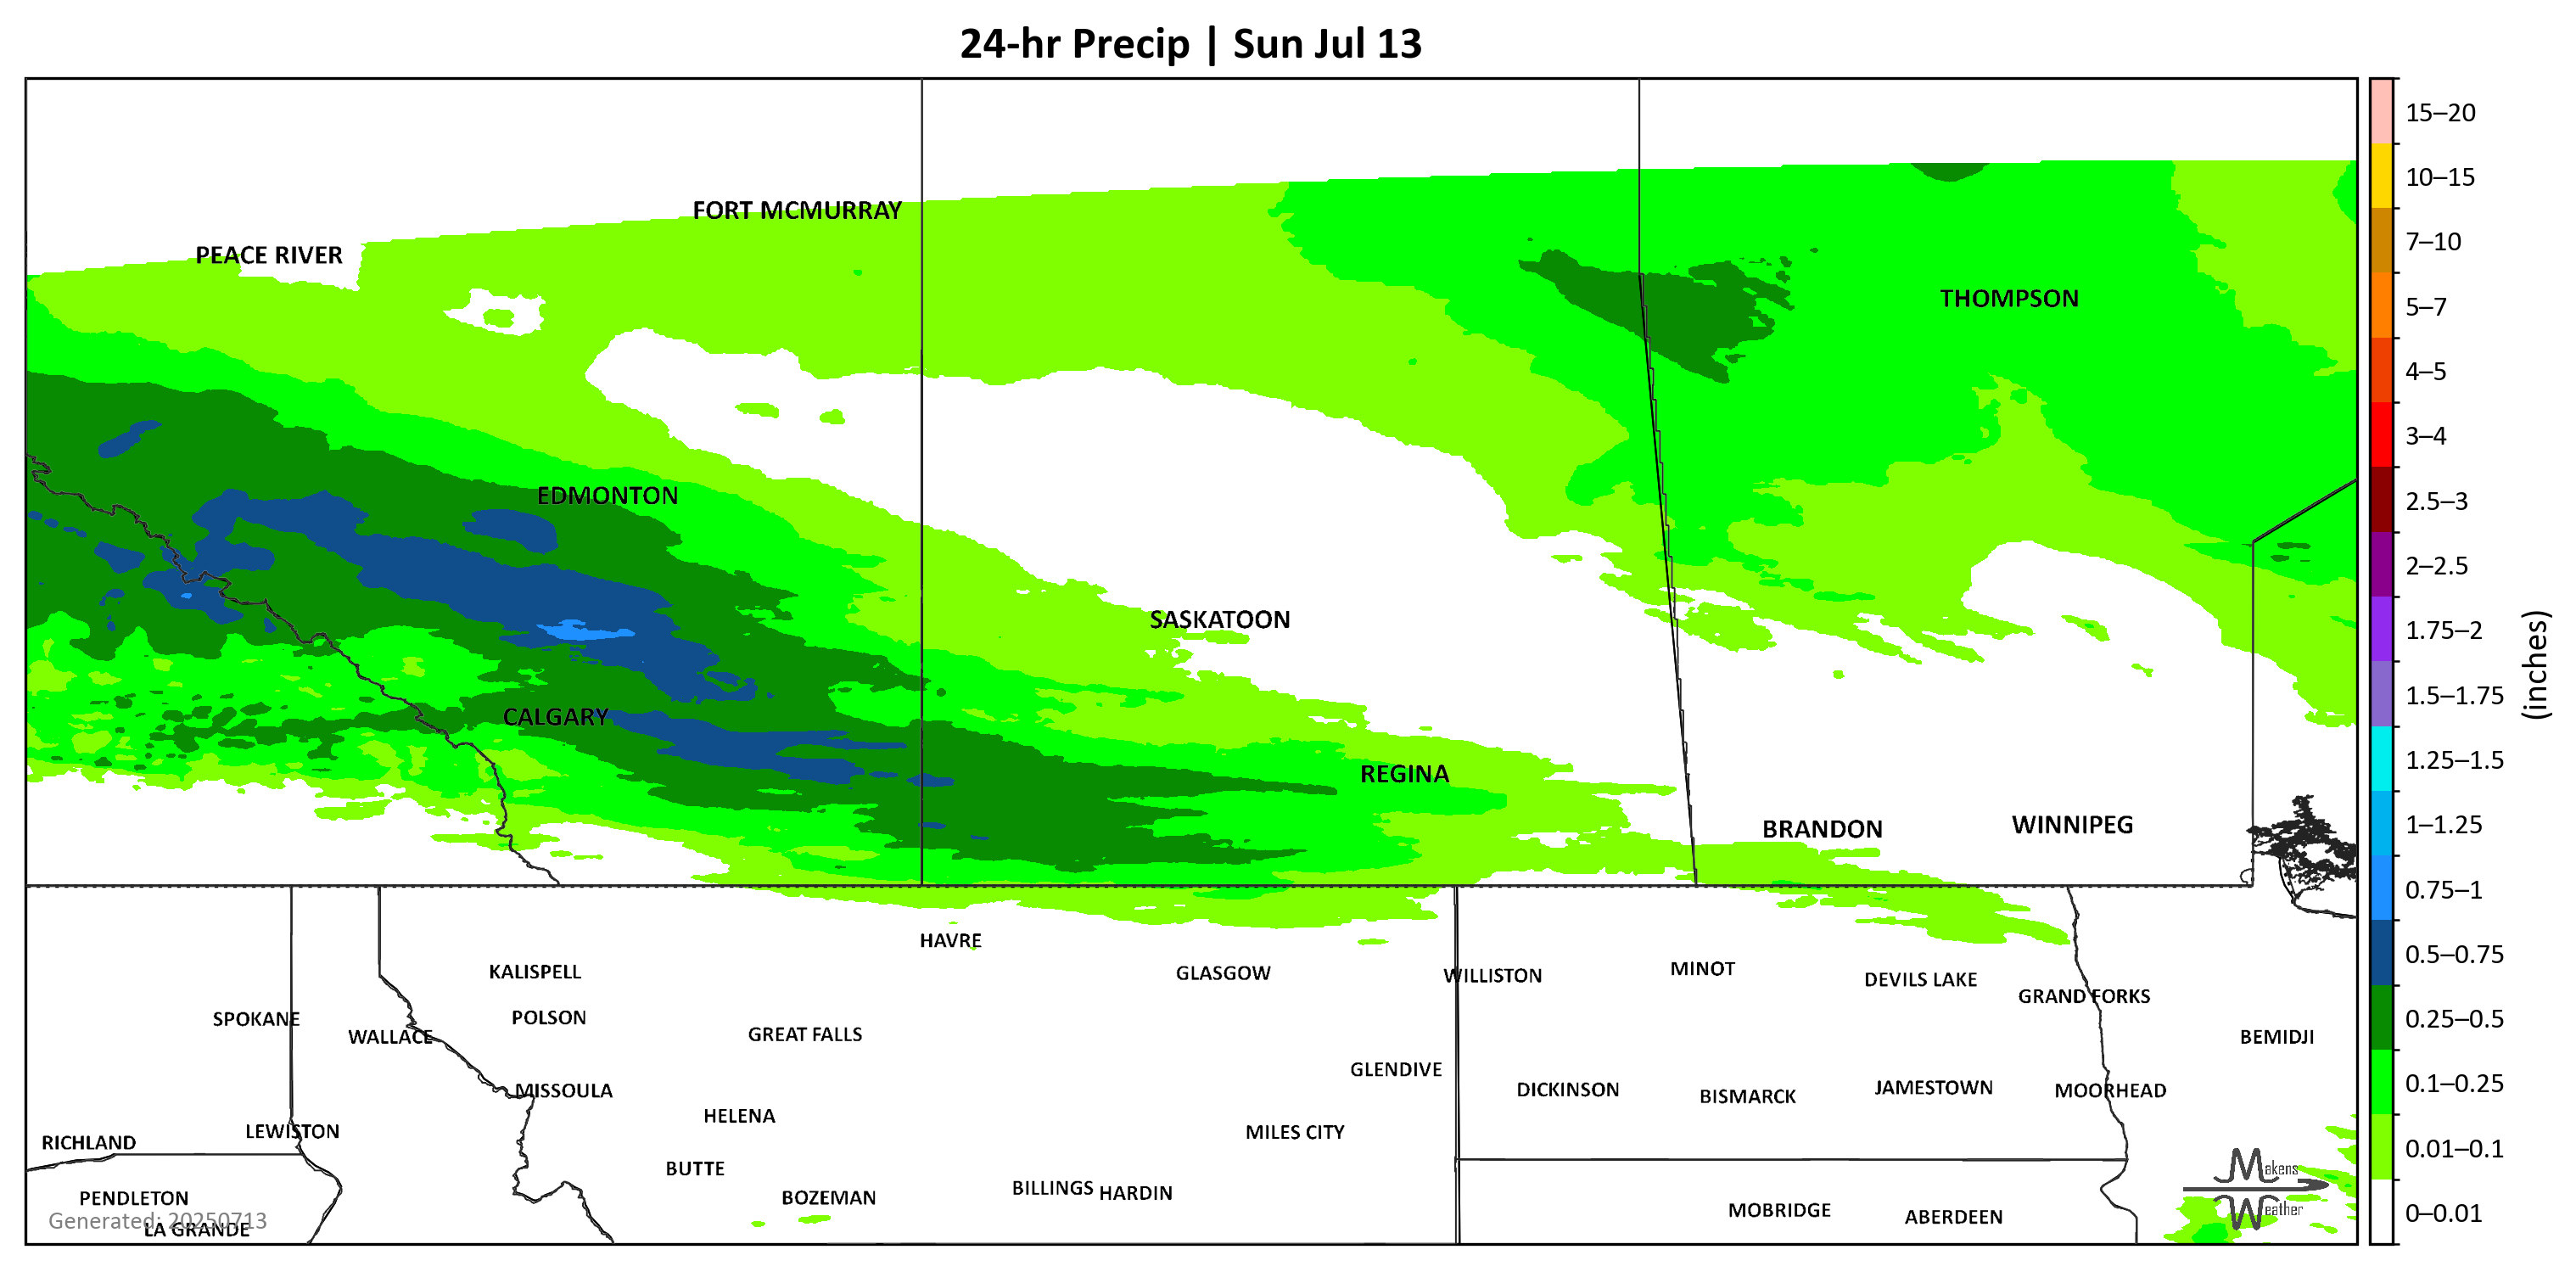 24-hr Precip | Sun Jul 13
FORT MCMURRAY
PEACE RIVER
THOMPSON
EDMONTON
SASKATOON
CALGARY
REGINA
BRANDON
WINNIPEG
HAVRE
KALISPELL
GLASGOW
WILLISTON
MINOT
DEVILS LAKE
GRAND FORKS
SPOKANE
WALLACE
POLSON
GREAT FALLS
BEMIDJI
GLENDIVE
MISSOULA
DICKINSON
BISMARCK
JAMESTOWN
MOORHEAD
HELENA
RICHLAND
LEWISTON
MILES CITY
BUTTE
PENDLETON
BOZEMAN
BILLINGS
HARDIN
MOBRIDGE
ABERDEEN
Generated: 20250713
LA GRANDE
Makens
Weather
15–20
10–15
7–10
5–7
4–5
3–4
2.5–3
2–2.5
1.75–2
1.5–1.75
1.25–1.5
1–1.25
0.75–1
0.5–0.75
0.25–0.5
0.1–0.25
0.01–0.1
0–0.01
(inches)